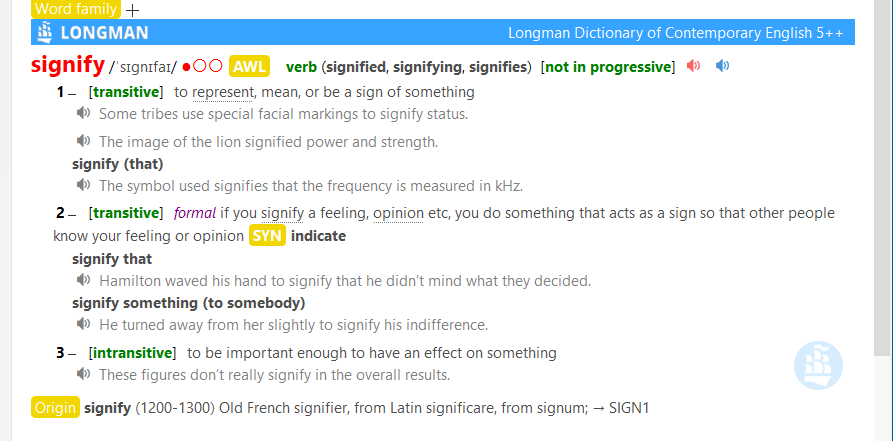 Word family +
LONGMAN Longman Dictionary of Contemporary English 5++
signify /ˈsɪɡnɪfaɪ/ ●○○ AWL verb (signified, signifying, signifies) [not in progressive]
1 – [transitive] to represent, mean, or be a sign of something
Some tribes use special facial markings to signify status.
The image of the lion signified power and strength.
signify (that)
The symbol used signifies that the frequency is measured in kHz.
2 – [transitive] formal if you signify a feeling, opinion etc, you do something that acts as a sign so that other people
know your feeling or opinion SYN indicate
signify that
Hamilton waved his hand to signify that he didn’t mind what they decided.
signify something (to somebody)
He turned away from her slightly to signify his indifference.
3 – [intransitive] to be important enough to have an effect on something
These figures don’t really signify in the overall results.
Origin signify (1200-1300) Old French signifier, from Latin significare, from signum; → SIGN1